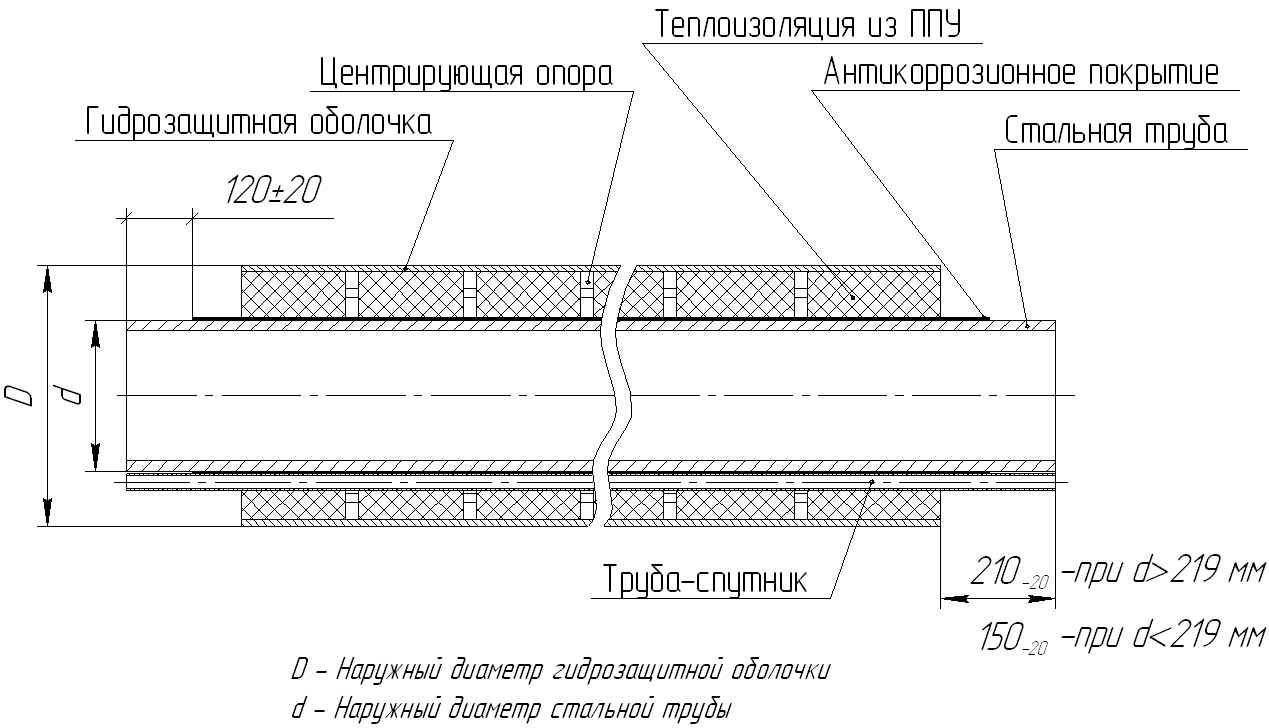 Теплоизоляция из ППУ
Центрирующая опора
Антикоррозионное покрытие
Гидрозащитная оболочка
Стальная труба
120±20
D
d
Труба-спутник
210-20 -при d>219 мм
150-20 -при d<219 мм
D - Наружный диаметр гидрозащитной оболочки
d - Наружный диаметр стальной трубы